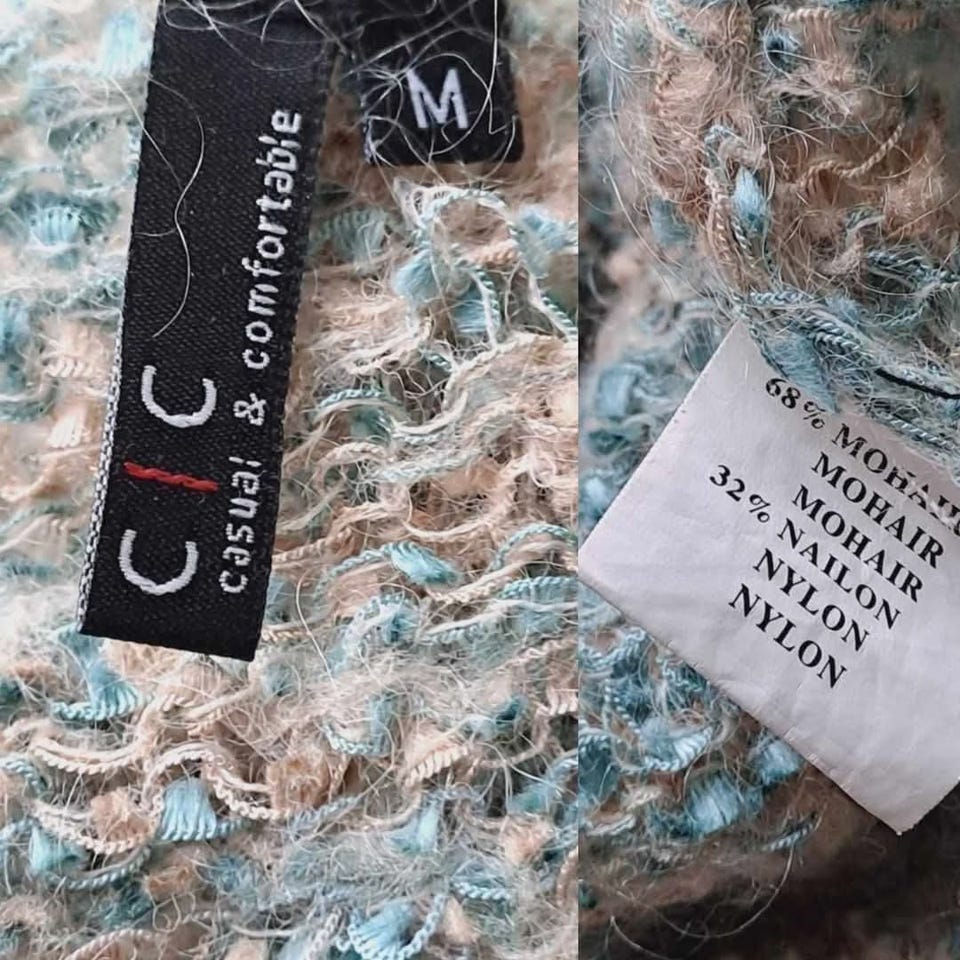 C|C
casual & comfortable
M
68% MOHAIR
MOHAIR
MOHAIR
32% NAILON
NYLON
NYLON